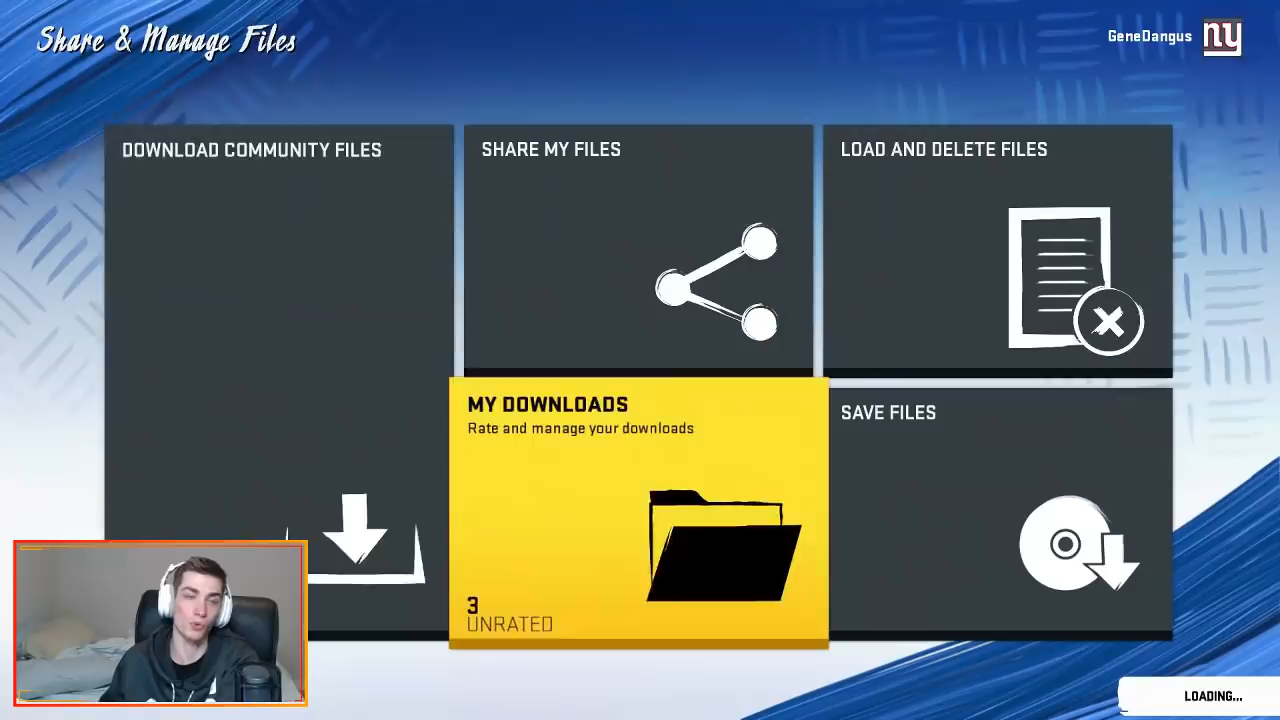 Share & Manage Files
GeneDangus
ny
DOWNLOAD COMMUNITY FILES
SHARE MY FILES
LOAD AND DELETE FILES
MY DOWNLOADS
Rate and manage your downloads
3
UNRATED
SAVE FILES
LOADING...